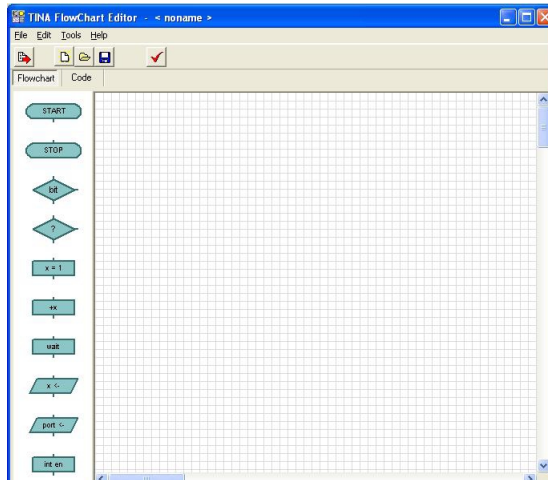 TINA FlowChart Editor - < noname >
File Edit Tools Help
Flowchart Code
START
STOP
bit
?
x = 1
+x
wait
x <-
port <-
int en